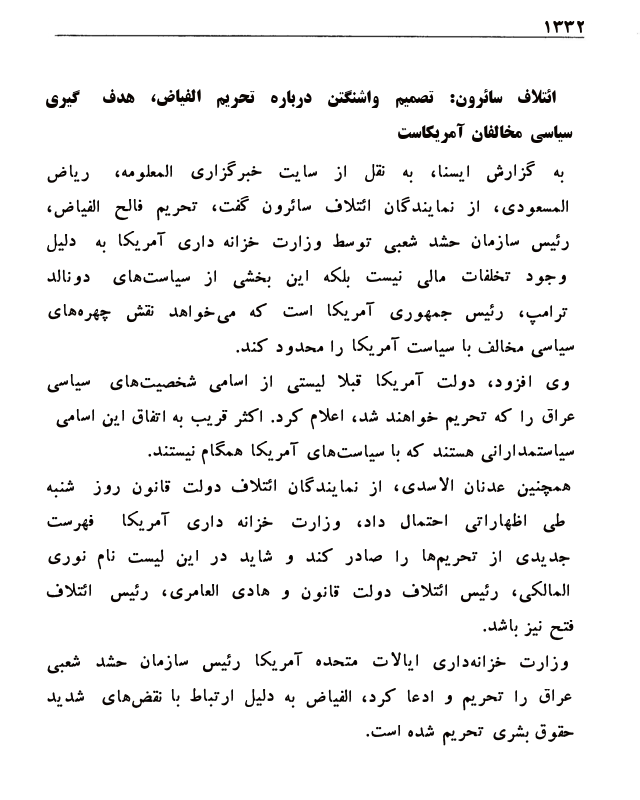 ۱۳۳۲
ائتلاف سائرون: تصمیم واشنگتن درباره تحریم الفیاض، هدف گیری
سیاسی مخالفان آمریکاست
به گزارش ایسنا، به نقل از سایت خبرگزاری المعلومه، ریاض
المسعودی، از نمایندگان ائتلاف سائرون گفت، تحریم فالح الفیاض،
رئیس سازمان حشد شعبی توسط وزارت خزانه داری آمریکا به دلیل
وجود تخلفات مالی نیست بلکه این بخشی از سیاست‌های دونالد
ترامپ، رئیس جمهوری آمریکا است که می‌خواهد نقش چهره‌های
سیاسی مخالف با سیاست آمریکا را محدود کند.
وی افزود، دولت آمریکا قبلا لیستی از اسامی شخصیت‌های سیاسی
عراق را که تحریم خواهند شد، اعلام کرد. اکثر قریب به اتفاق این اسامی
سیاستمدارانی هستند که با سیاست‌های آمریکا همگام نیستند.
همچنین عدنان الاسدی، از نمایندگان ائتلاف دولت قانون روز شنبه
طی اظهاراتی احتمال داد، وزارت خزانه داری آمریکا فهرست
جدیدی از تحریم‌ها را صادر کند و شاید در این لیست نام نوری
المالکی، رئیس ائتلاف دولت قانون و هادی العامری، رئیس ائتلاف
فتح نیز باشد.
وزارت خزانه‌داری ایالات متحده آمریکا رئیس سازمان حشد شعبی
عراق را تحریم و ادعا کرد، الفیاض به دلیل ارتباط با نقض‌های شدید
حقوق بشری تحریم شده است.